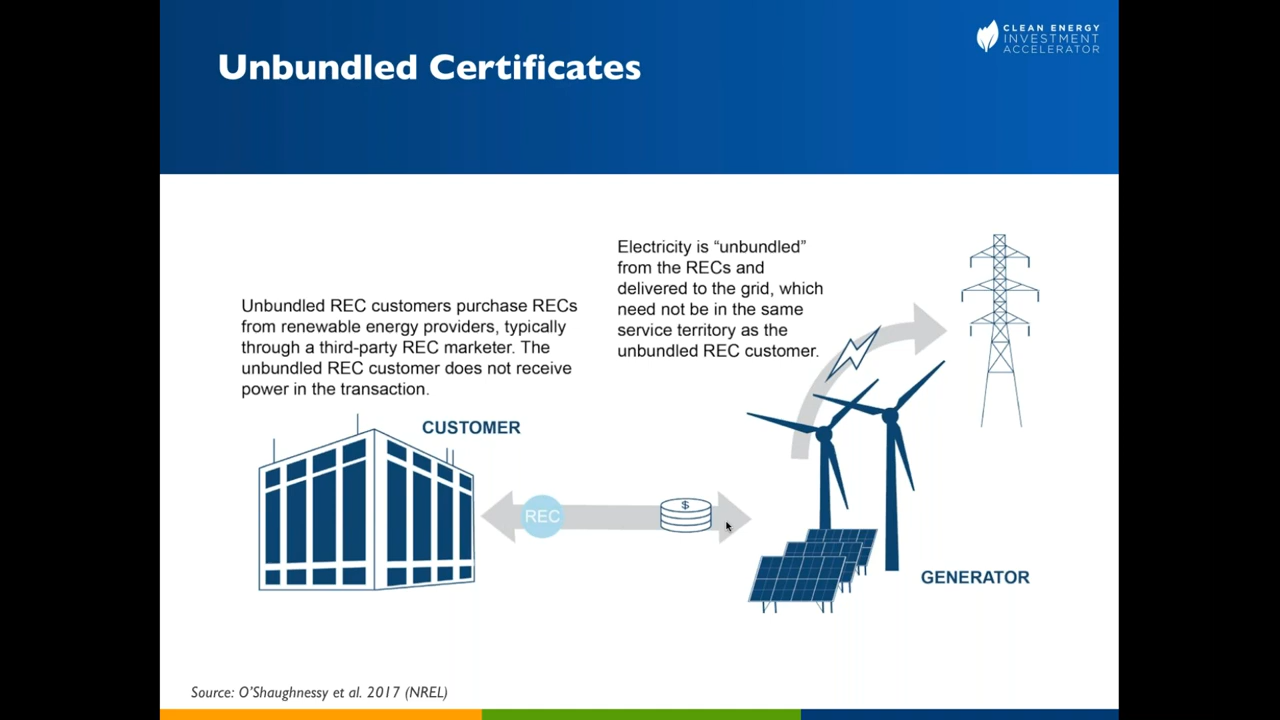 CLEAN ENERGY
INVESTMENT
ACCELERATOR
Unbundled Certificates
Unbundled REC customers purchase RECs
from renewable energy providers, typically
through a third-party REC marketer. The
unbundled REC customer does not receive
power in the transaction.
Electricity is “unbundled”
from the RECs and
delivered to the grid, which
need not be in the same
service territory as the
unbundled REC customer.
CUSTOMER
REC
$
GENERATOR
Source: O'Shaughnessy et al. 2017 (NREL)